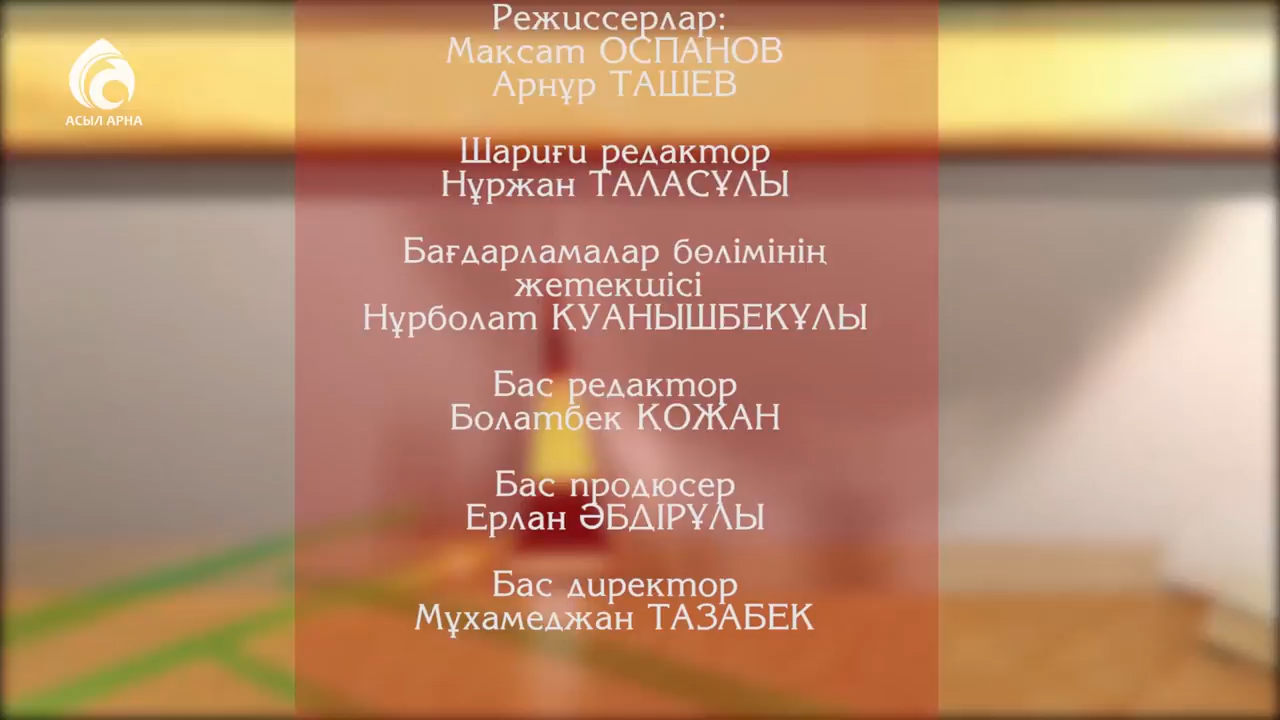 Режиссерлар:
Мақсат ОСПАНОВ
Арнұр ТАШЕВ
АСЫЛ АРНА
Шариғи редактор
Нұржан ТАЛАСҰЛЫ
Бағдарламалар бөлімінің
жетекшісі
Нұрболат ҚУАНЫШБЕКҰЛЫ
Бас редактор
Болатбек ҚОЖАН
Бас продюсер
Ерлан ӘБДІРҰЛЫ
Бас директор
Мұхамеджан ТАЗАБЕК